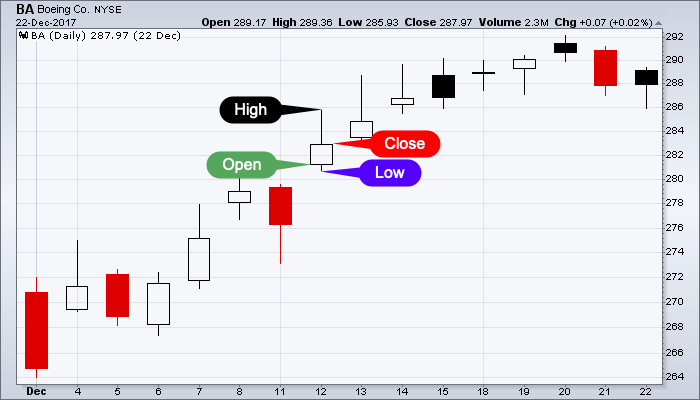 BA Boeing Co. NYSE
22-Dec-2017 Open 289.17 High 289.36 Low 285.93 Close 287.97 Volume 2.3M Chg +0.07 (+0.02%)
BA (Daily) 287.97 (22 Dec)
292
290
288
286
284
282
280
278
276
274
272
270
268
266
264
High
Close
Open
Low
Dec 4 5 6 7 8 11 12 13 14 15 18 19 20 21 22